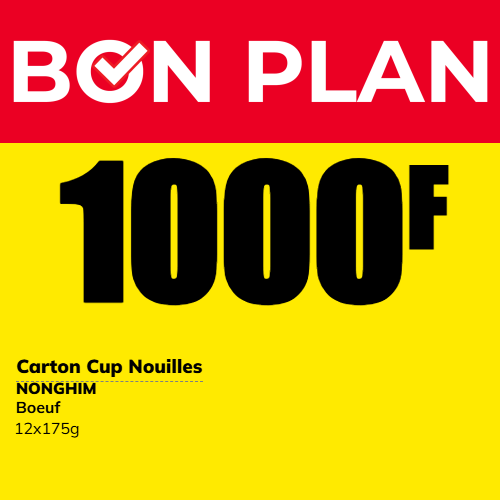 BON PLAN
1000F
Carton Cup Nouilles
NONGHIM
Boeuf
12x175g